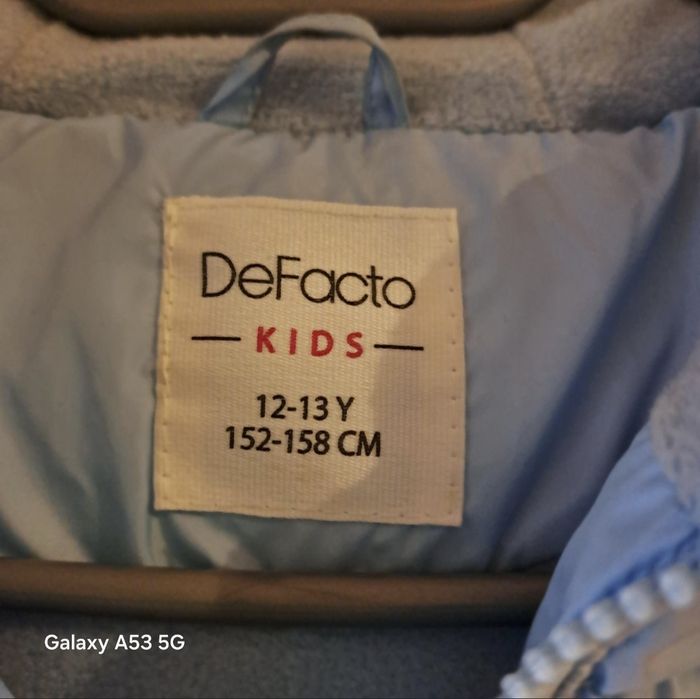 DeFacto
— KIDS —
12-13 Y
152-158 CM
Galaxy A53 5G